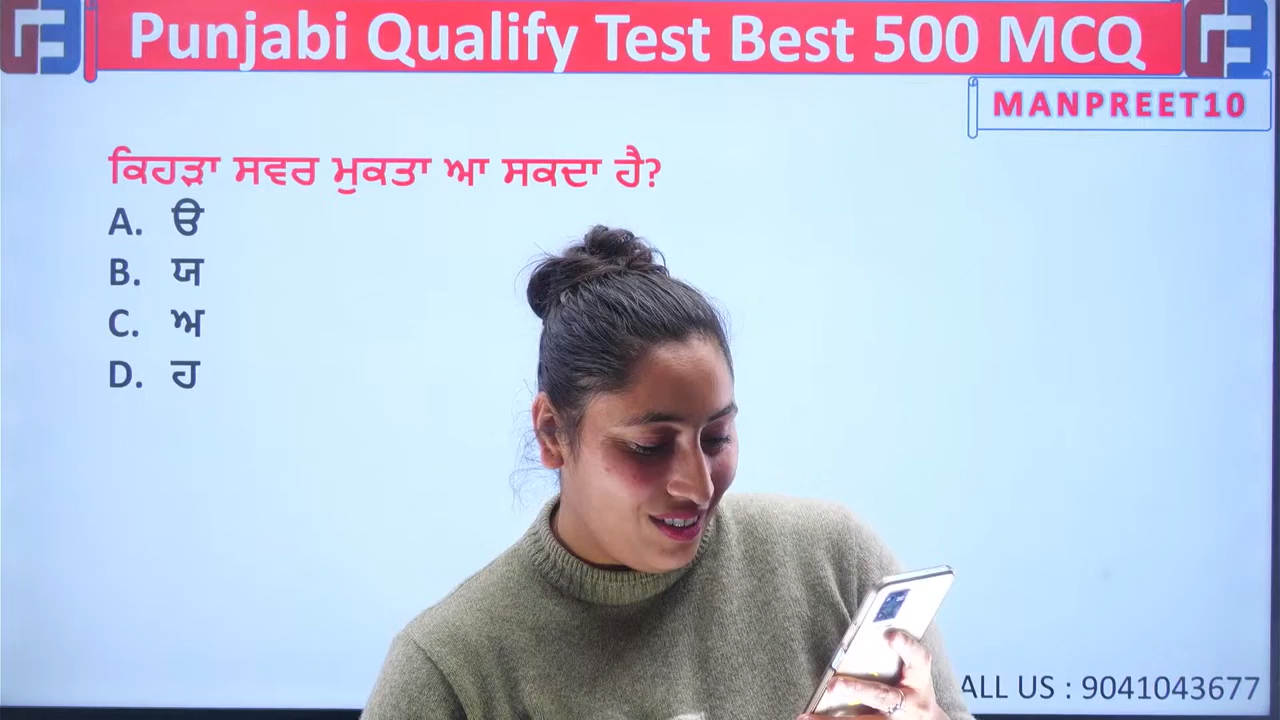 Punjabi Qualify Test Best 500 MCQ
MANPREET10
ਕਿਹੜਾ ਸਵਰ ਮੁਕਤਾ ਆ ਸਕਦਾ ਹੈ?
A. ੳ
B. ਯ
C. ਅ
D. ਹ
ALL US : 9041043677